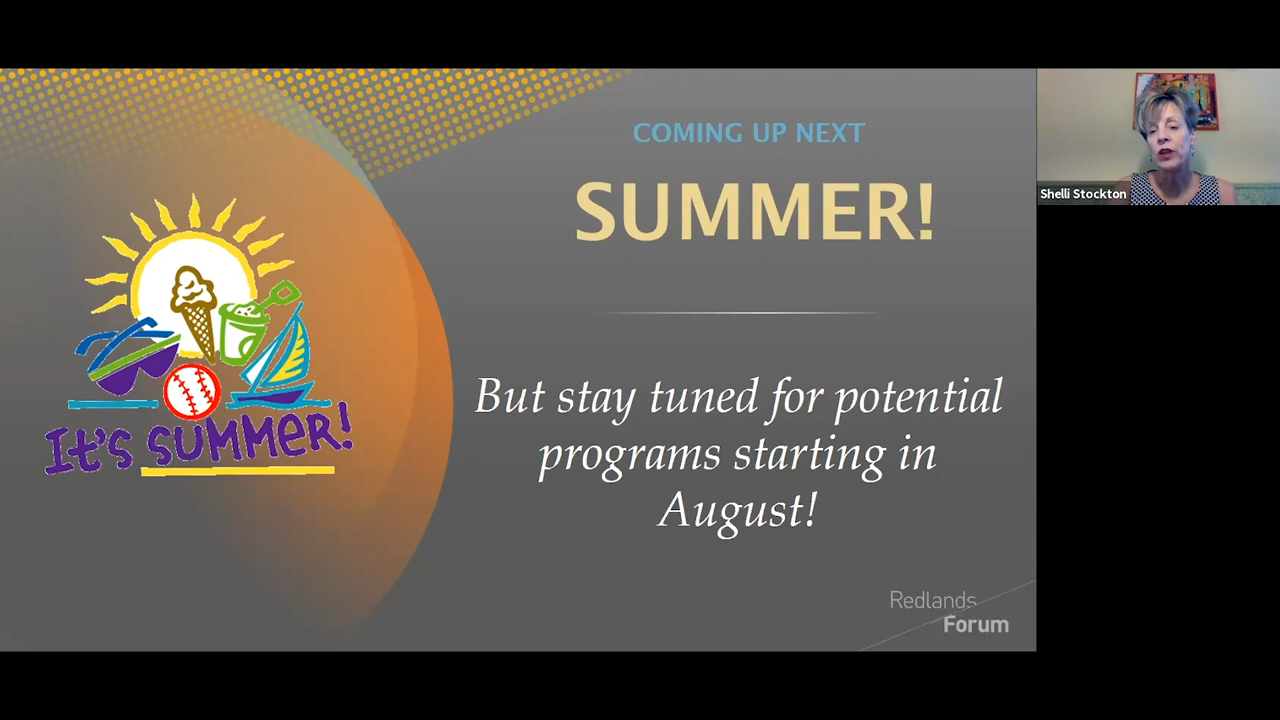 COMING UP NEXT
SUMMER!
But stay tuned for potential
programs starting in
August!
It's SUMMer!
Redlands
Forum
Shelli Stockton